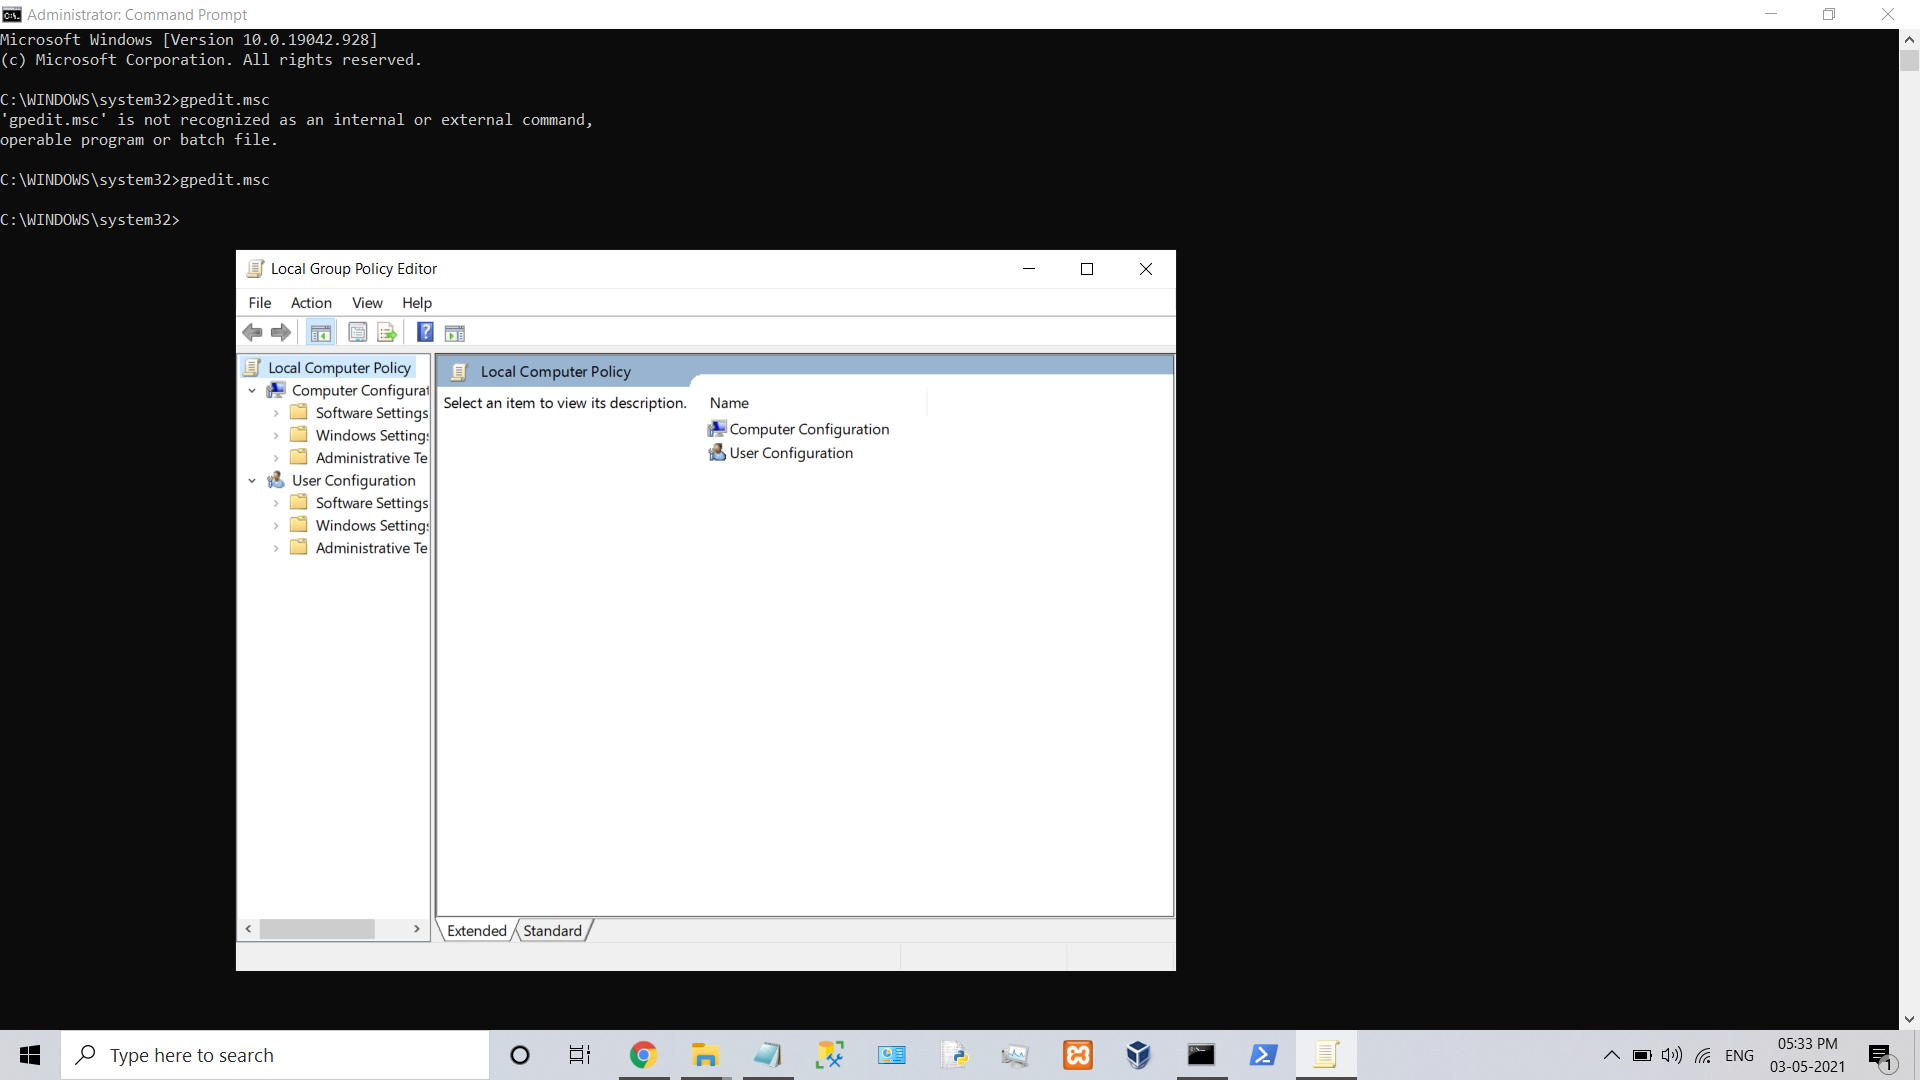 Administrator: Command Prompt
Microsoft Windows [Version 10.0.19042.928]
(c) Microsoft Corporation. All rights reserved.
C:\WINDOWS\system32>gpedit.msc
'gpedit.msc' is not recognized as an internal or external command,
operable program or batch file.
C:\WINDOWS\system32>gpedit.msc
C:\WINDOWS\system32>
Local Group Policy Editor
File Action View Help
Local Computer Policy
Computer Configurat
Software Settings
Windows Settings
Administrative Te
User Configuration
Software Settings
Windows Settings
Administrative Te
Local Computer Policy
Select an item to view its description.
Name
Computer Configuration
User Configuration
Extended Standard
Type here to search
ENG
05:33 PM
03-05-2021
1